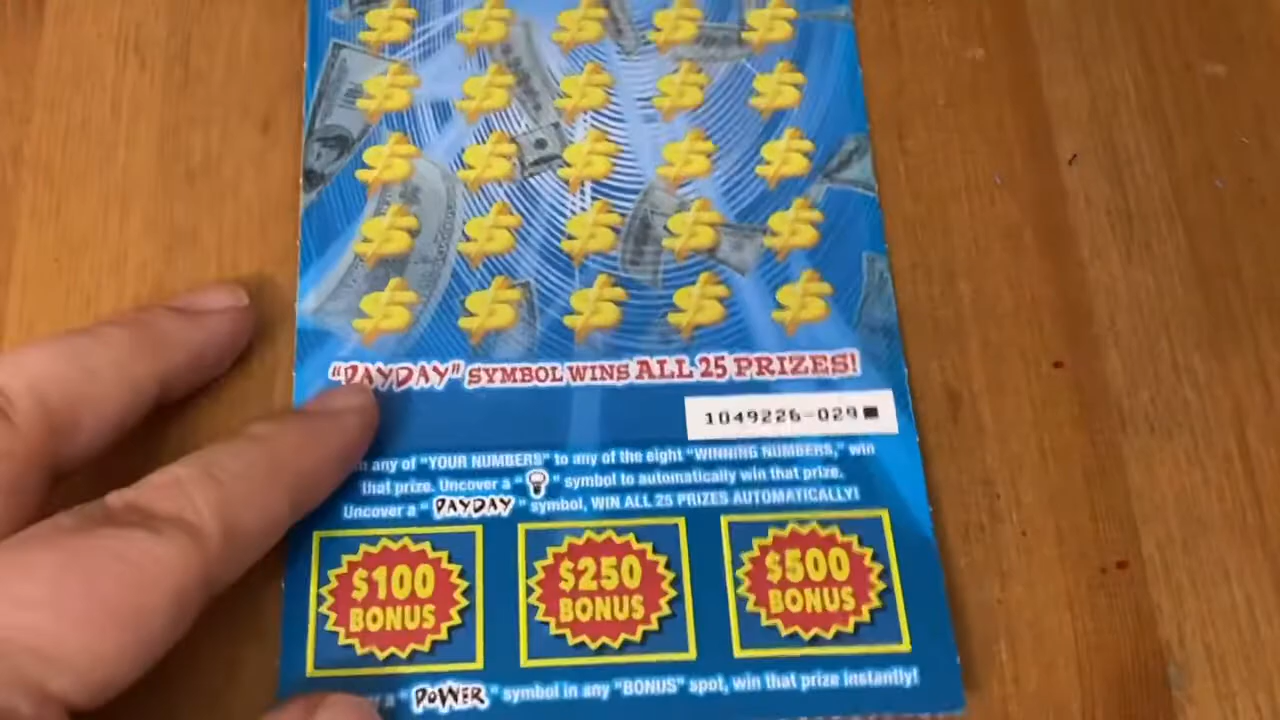 $ $ $ $ $
$ $ $ $ $
$ $ $ $ $
$ $ $ $ $
$ $ $ $ $
"PAYDAY" SYMBOL WINS ALL 25 PRIZES!
1049226-029
any of "YOUR NUMBERS" to any of the eight "WINNING NUMBERS," win
that prize. Uncover a " " symbol to automatically win that prize.
Uncover a "PAYDAY" symbol, WIN ALL 25 PRIZES AUTOMATICALLY!
$100 BONUS
$250 BONUS
$500 BONUS
a "POWER" symbol in any "BONUS" spot, win that prize instantly!